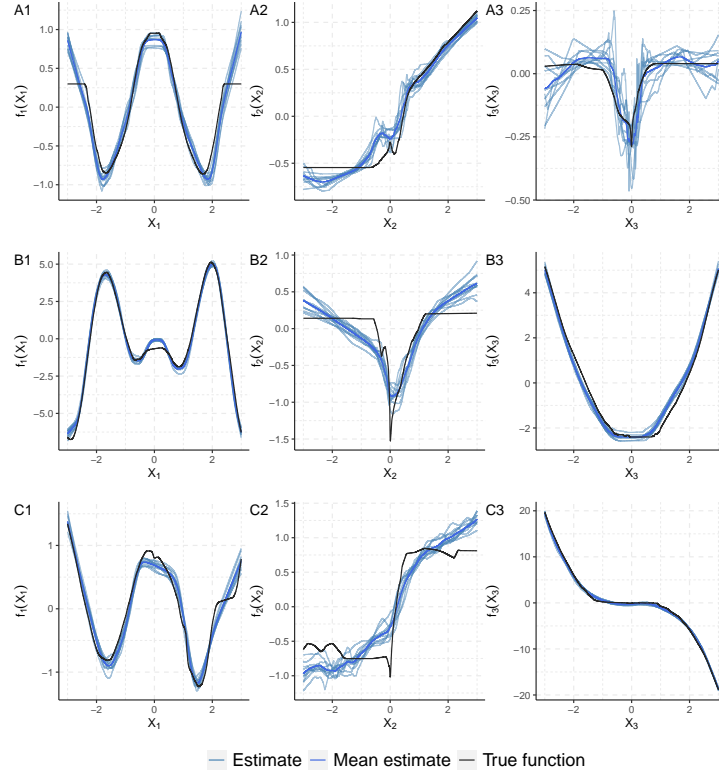 A1
f₁(X₁)
1.0
0.5
0.0
−0.5
−1.0
−2
0
2
X₁
A2
f₂(X₂)
1.0
0.5
0.0
−0.5
−2
0
2
X₂
A3
f₃(X₃)
0.25
0.00
−0.25
−0.50
−2
0
2
X₃
B1
f₁(X₁)
5.0
2.5
0.0
−2.5
−5.0
−2
0
2
X₁
B2
f₂(X₂)
1.0
0.5
0.0
−0.5
−1.0
−1.5
−2
0
2
X₂
B3
f₃(X₃)
4
2
0
−2
−2
0
2
X₃
C1
f₁(X₁)
1
0
−1
−2
0
2
X₁
C2
f₂(X₂)
1.5
1.0
0.5
0.0
−0.5
−1.0
−2
0
2
X₂
C3
f₃(X₃)
20
10
0
−10
−20
−2
0
2
X₃
Estimate Mean estimate True function